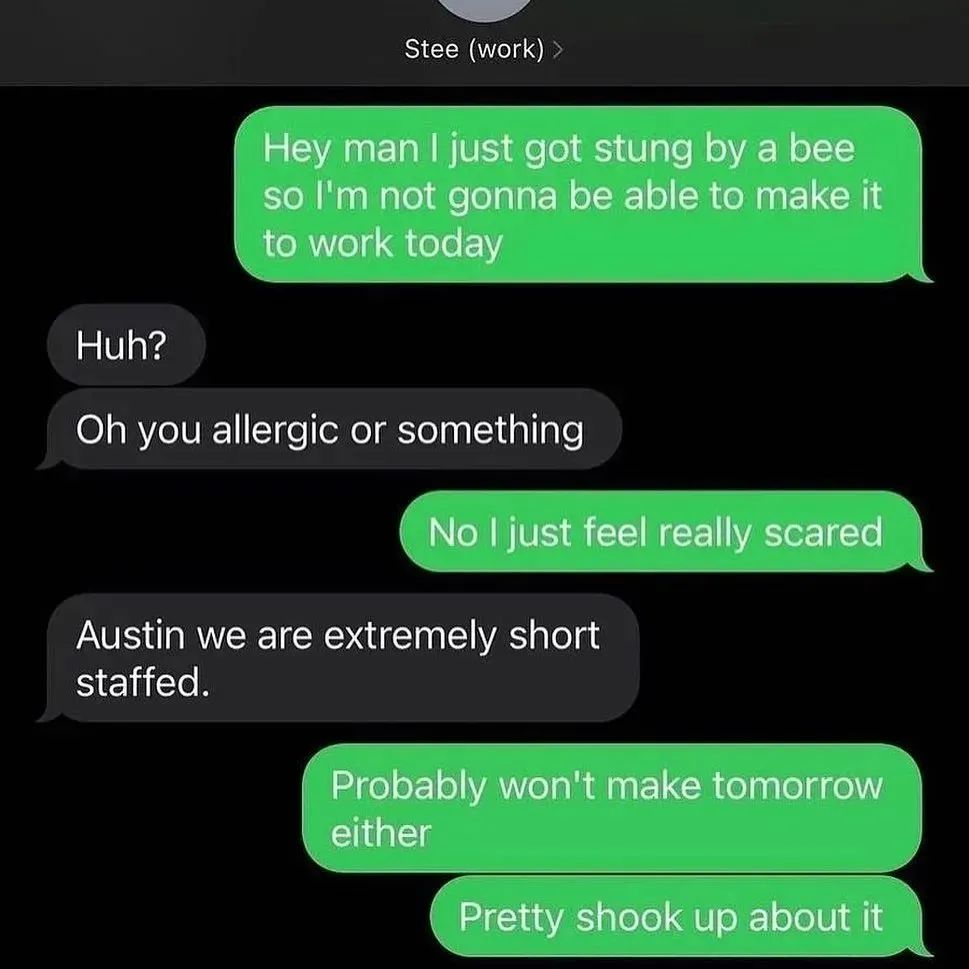 Stee (work)
Hey man I just got stung by a bee
so I'm not gonna be able to make it
to work today
Huh?
Oh you allergic or something
No I just feel really scared
Austin we are extremely short
staffed.
Probably won't make tomorrow
either
Pretty shook up about it